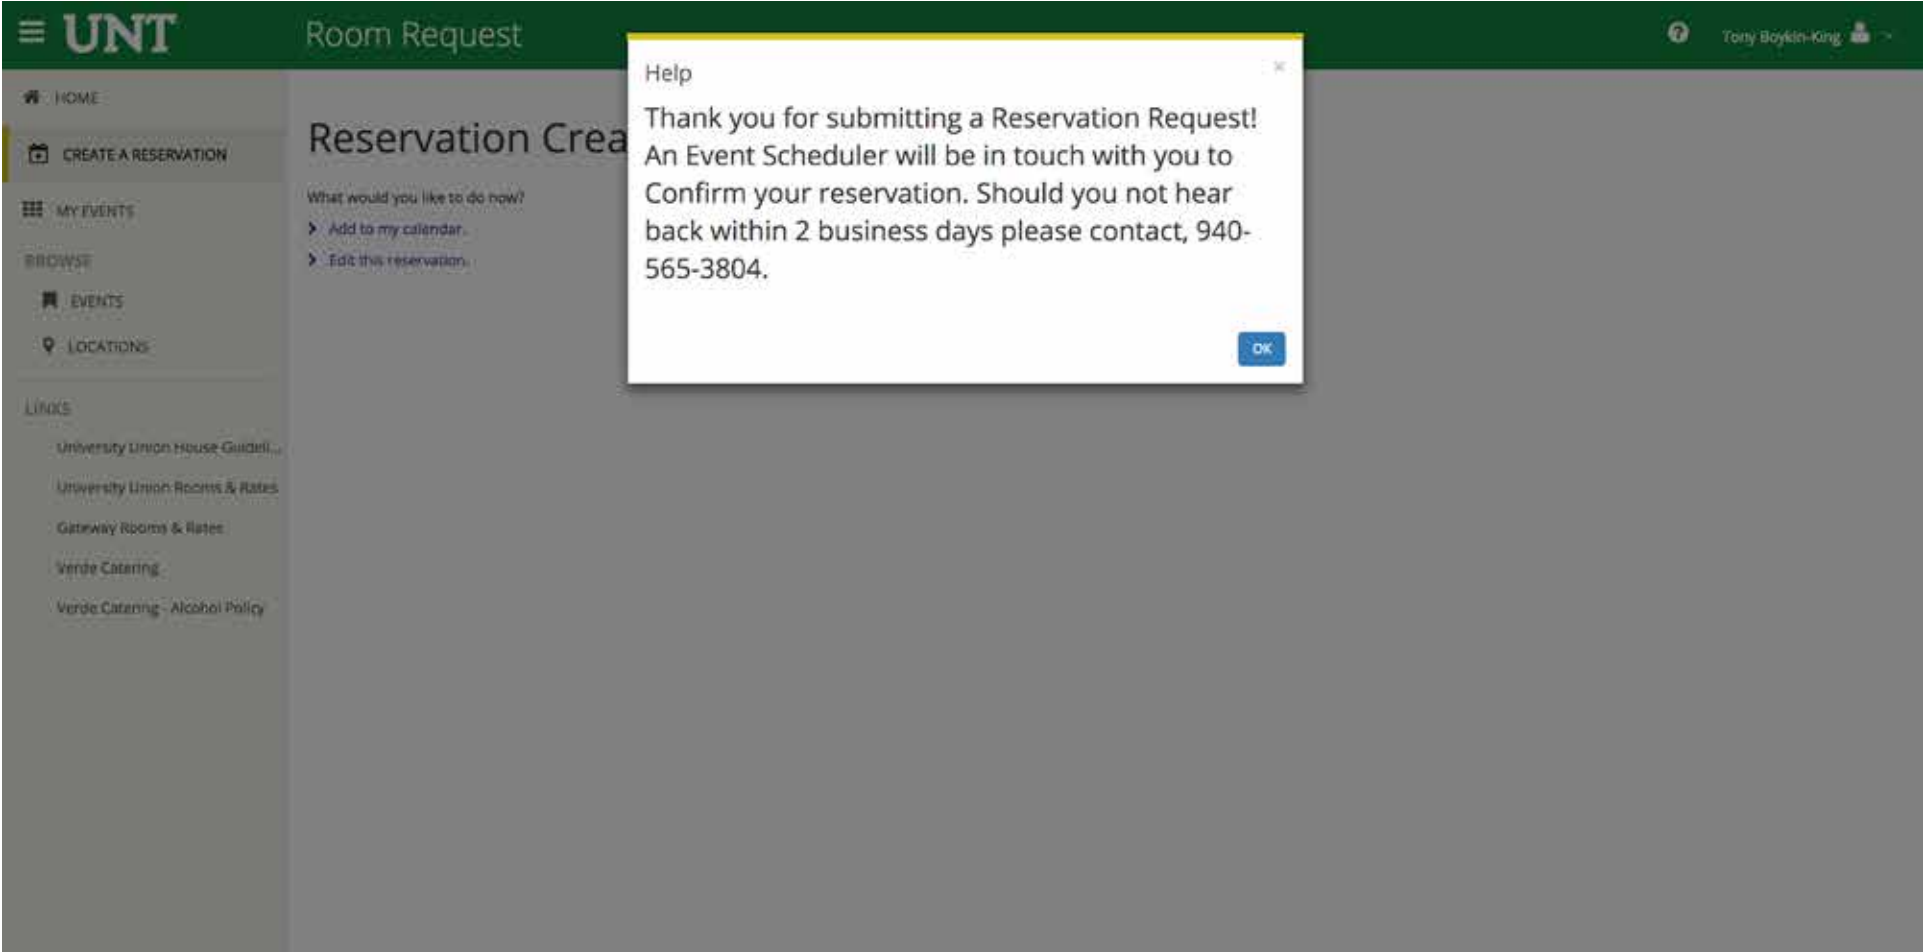 UNT
Room Request
Tony Boykin-King
HOME
CREATE A RESERVATION
MY EVENTS
BROWSE
EVENTS
LOCATIONS
LINKS
University Union House Guideli...
University Union Rooms & Rates
Gateway Rooms & Rates
Verde Catering
Verde Catering - Alcohol Policy
Reservation Crea
What would you like to do now?
Add to my calendar.
Edit this reservation.
Help
×
Thank you for submitting a Reservation Request!
An Event Scheduler will be in touch with you to
Confirm your reservation. Should you not hear
back within 2 business days please contact, 940-
565-3804.
OK